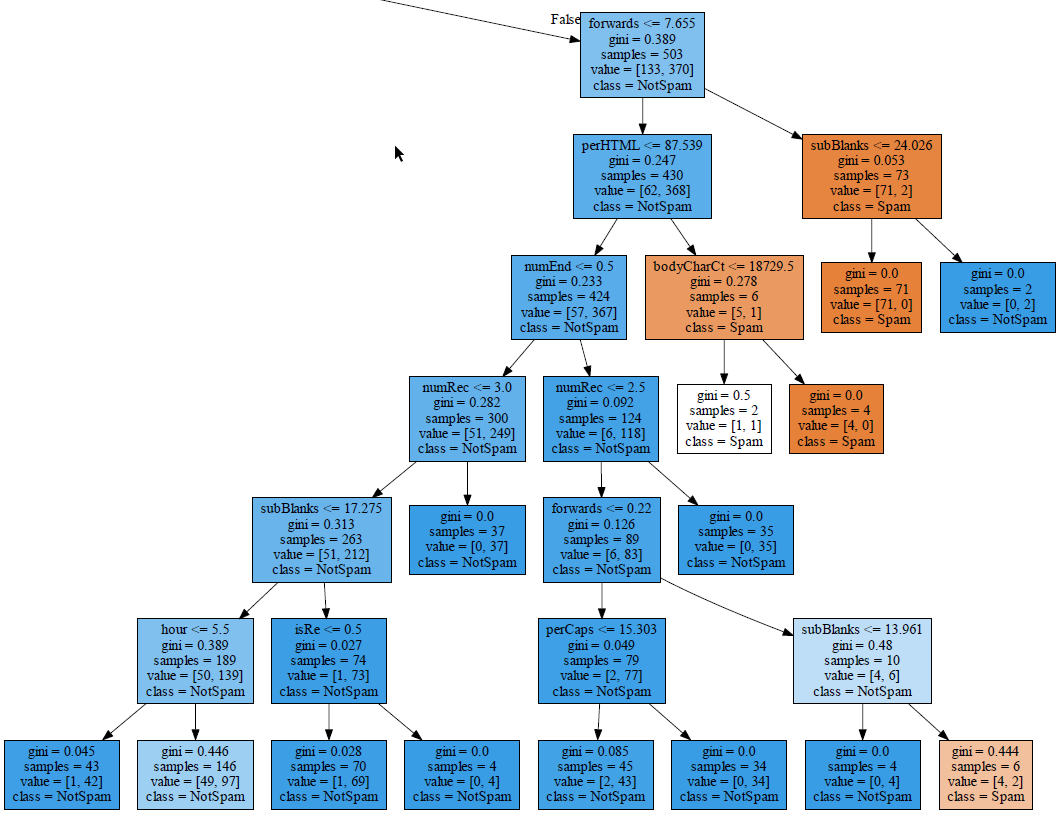 False
forwards <= 7.655
gini = 0.389
samples = 503
value = [133, 370]
class = NotSpam
perHTML <= 87.539
gini = 0.247
samples = 430
value = [62, 368]
class = NotSpam
subBlanks <= 24.026
gini = 0.053
samples = 73
value = [71, 2]
class = Spam
numEnd <= 0.5
gini = 0.233
samples = 424
value = [57, 367]
class = NotSpam
bodyCharCt <= 18729.5
gini = 0.278
samples = 6
value = [5, 1]
class = Spam
gini = 0.0
samples = 71
value = [71, 0]
class = Spam
gini = 0.0
samples = 2
value = [0, 2]
class = NotSpam
numRec <= 3.0
gini = 0.282
samples = 300
value = [51, 249]
class = NotSpam
numRec <= 2.5
gini = 0.092
samples = 124
value = [6, 118]
class = NotSpam
gini = 0.5
samples = 2
value = [1, 1]
class = Spam
gini = 0.0
samples = 4
value = [4, 0]
class = Spam
subBlanks <= 17.275
gini = 0.313
samples = 263
value = [51, 212]
class = NotSpam
gini = 0.0
samples = 37
value = [0, 37]
class = NotSpam
forwards <= 0.22
gini = 0.126
samples = 89
value = [6, 83]
class = NotSpam
gini = 0.0
samples = 35
value = [0, 35]
class = NotSpam
hour <= 5.5
gini = 0.389
samples = 189
value = [50, 139]
class = NotSpam
isRe <= 0.5
gini = 0.027
samples = 74
value = [1, 73]
class = NotSpam
perCaps <= 15.303
gini = 0.049
samples = 79
value = [2, 77]
class = NotSpam
subBlanks <= 13.961
gini = 0.48
samples = 10
value = [4, 6]
class = NotSpam
gini = 0.045
samples = 43
value = [1, 42]
class = NotSpam
gini = 0.446
samples = 146
value = [49, 97]
class = NotSpam
gini = 0.028
samples = 70
value = [1, 69]
class = NotSpam
gini = 0.0
samples = 4
value = [0, 4]
class = NotSpam
gini = 0.085
samples = 45
value = [2, 43]
class = NotSpam
gini = 0.0
samples = 34
value = [0, 34]
class = NotSpam
gini = 0.0
samples = 4
value = [0, 4]
class = NotSpam
gini = 0.444
samples = 6
value = [4, 2]
class = Spam